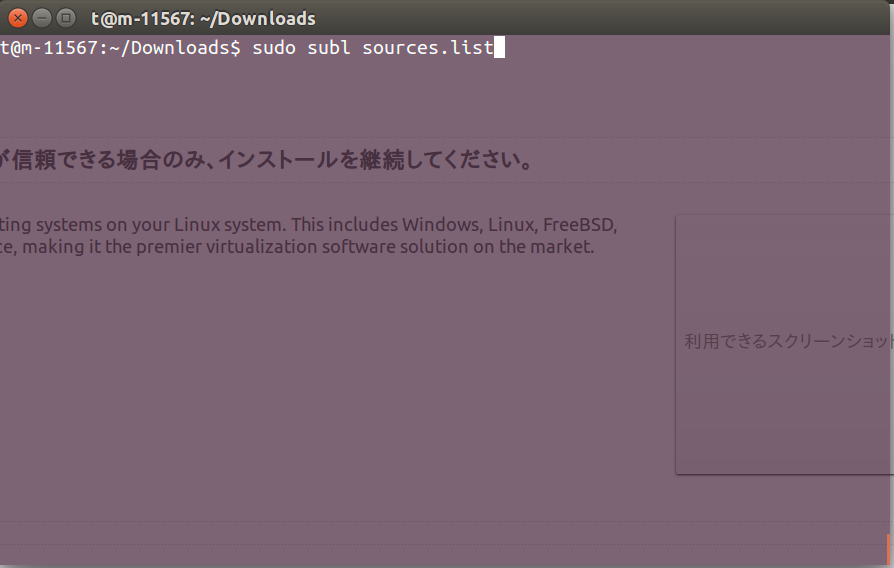 t@m-11567: ~/Downloads
t@m-11567:~/Downloads$ sudo subl sources.list
信頼できる場合のみ、インストールを継続してください。
ting systems on your Linux system. This includes Windows, Linux, FreeBSD,
ce, making it the premier virtualization software solution on the market.
利用できるスクリーンショット